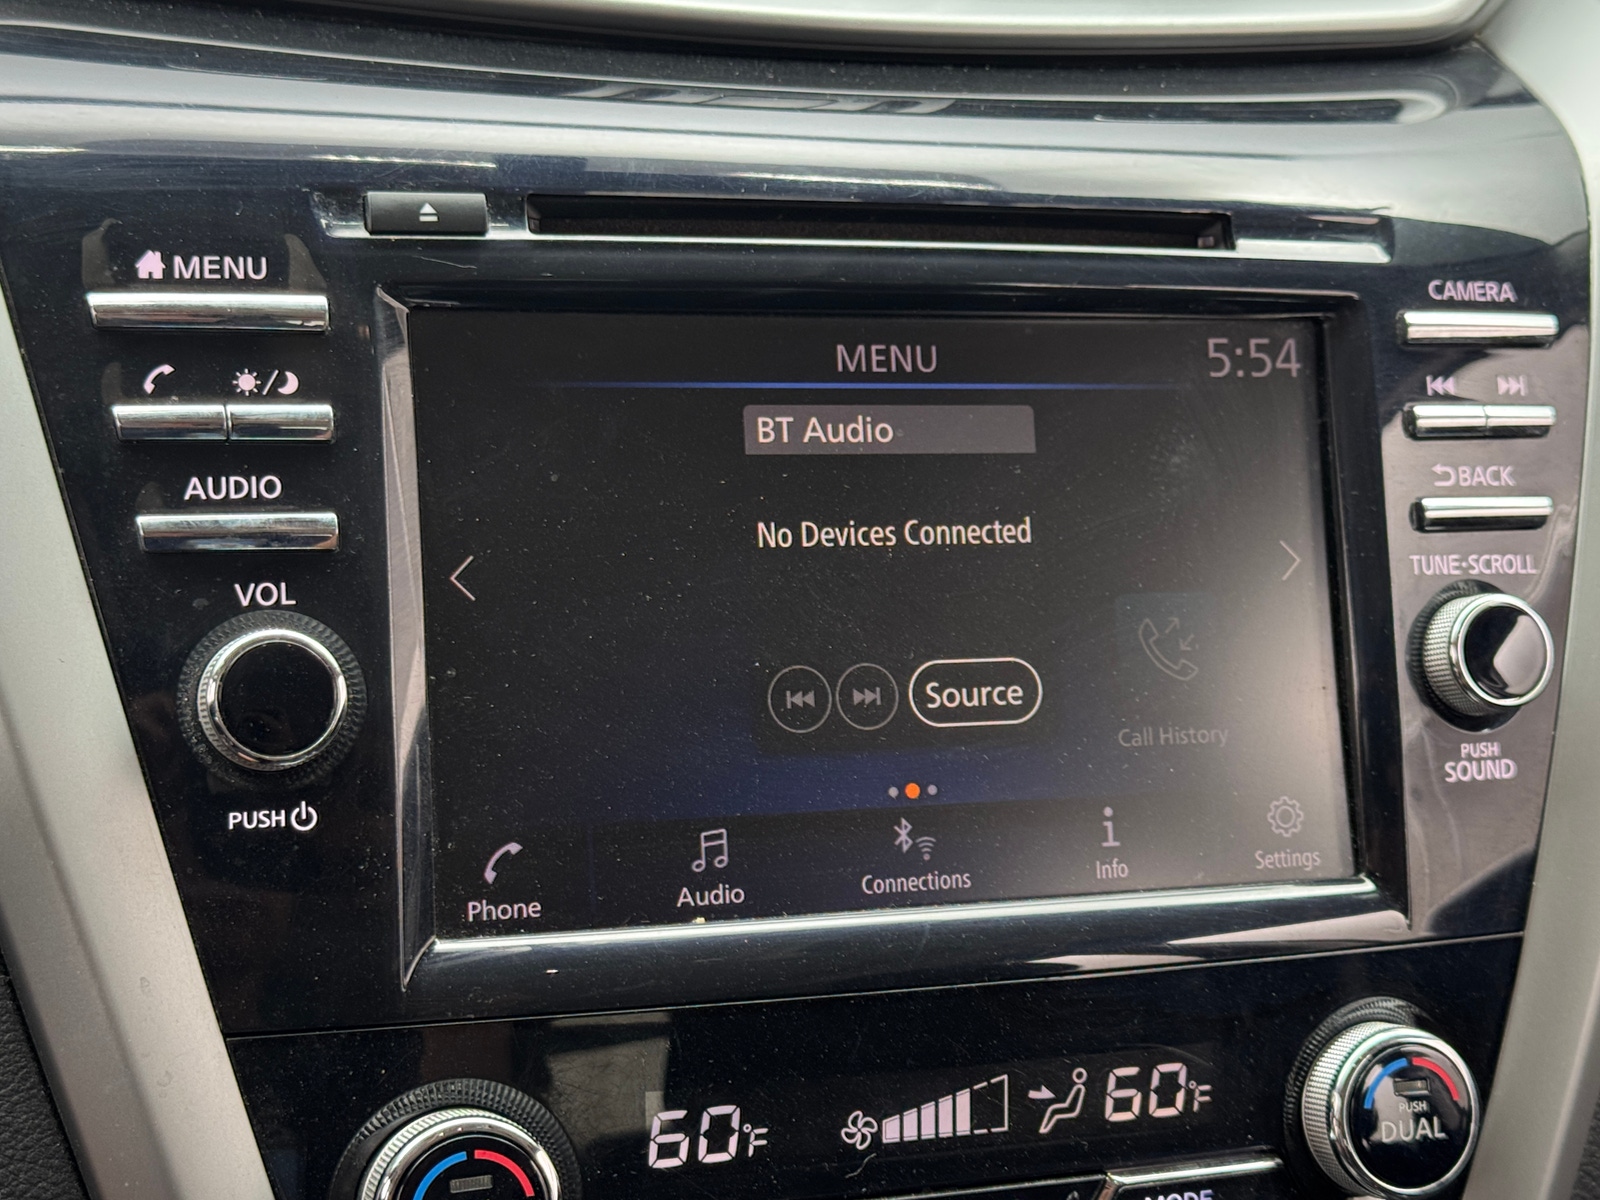 MENU
CAMERA
MENU
5:54
BT Audio
AUDIO
BACK
No Devices Connected
TUNE·SCROLL
VOL
Source
Call History
PUSH
SOUND
PUSH
Phone
Audio
Connections
Info
Settings
60°F
60°F
PUSH
DUAL
MODE